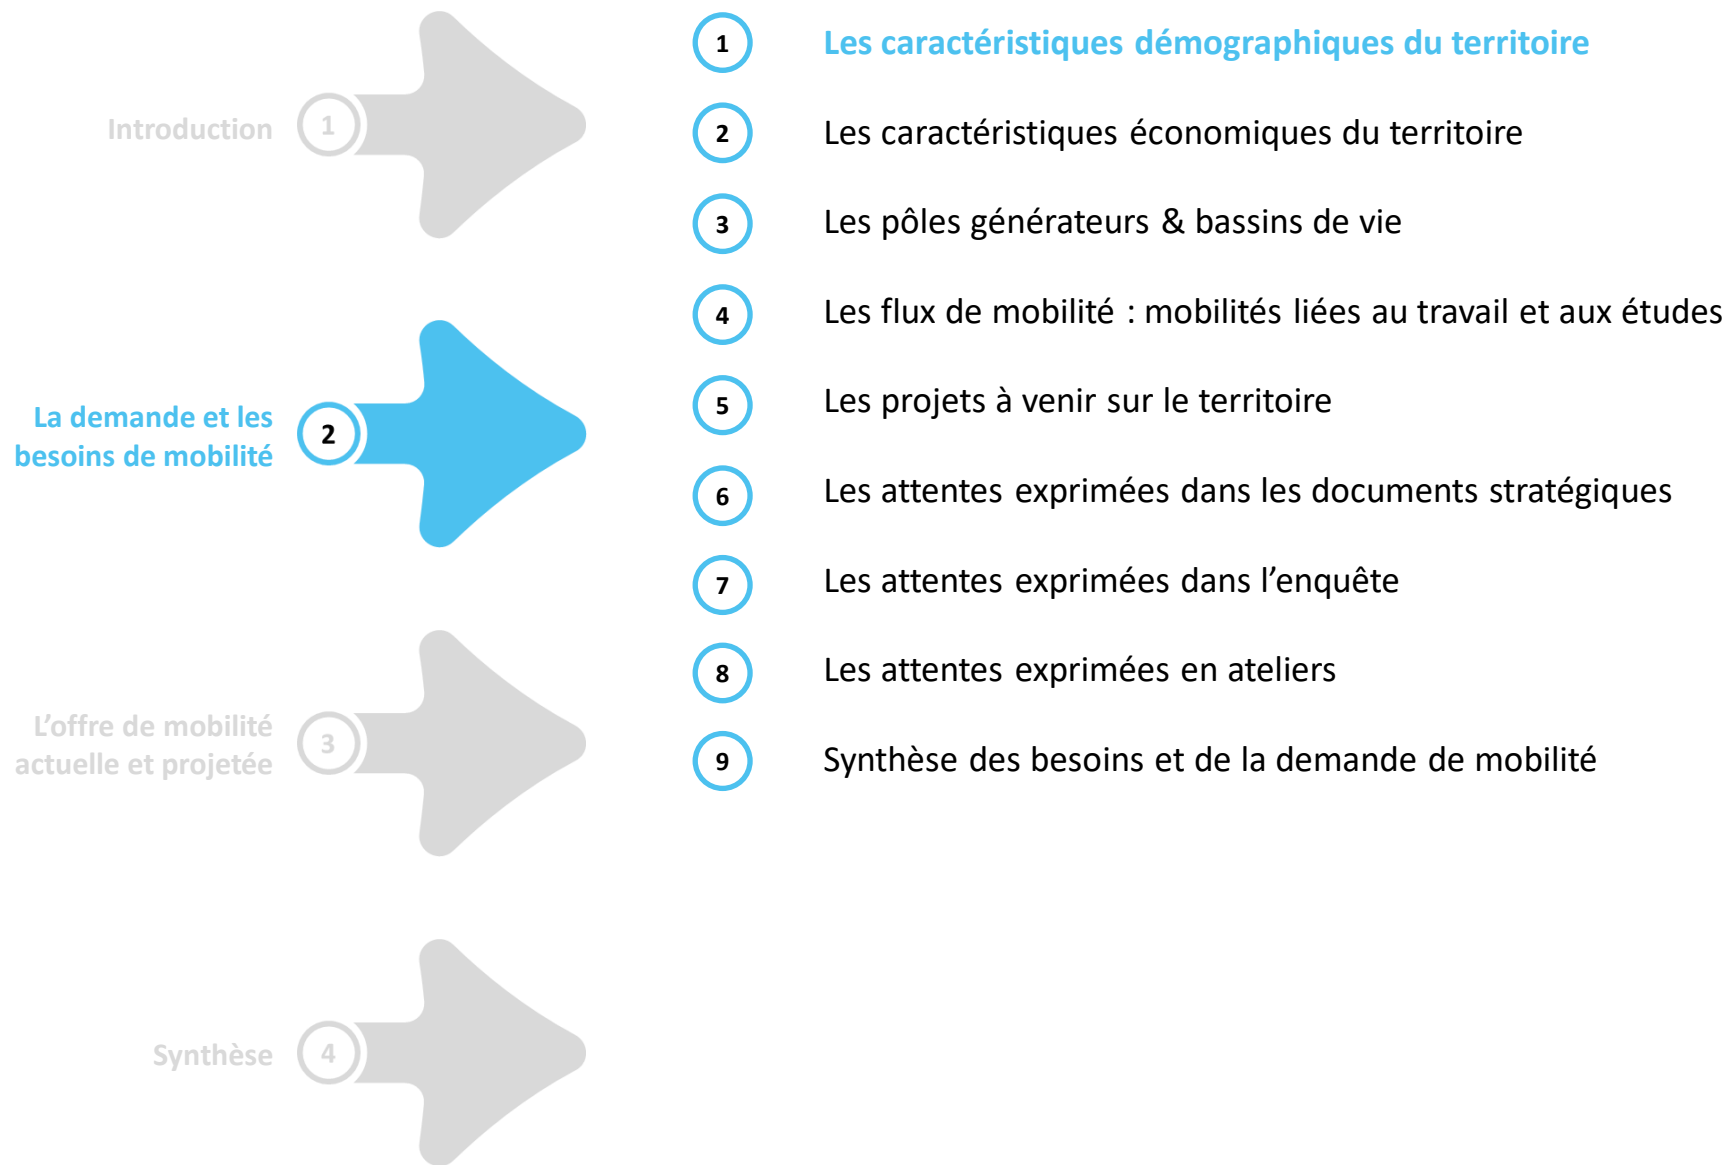 Introduction
1
La demande et les
besoins de mobilité
2
L’offre de mobilité
actuelle et projetée
3
Synthèse
4
1 Les caractéristiques démographiques du territoire
2 Les caractéristiques économiques du territoire
3 Les pôles générateurs & bassins de vie
4 Les flux de mobilité : mobilités liées au travail et aux études
5 Les projets à venir sur le territoire
6 Les attentes exprimées dans les documents stratégiques
7 Les attentes exprimées dans l’enquête
8 Les attentes exprimées en ateliers
9 Synthèse des besoins et de la demande de mobilité